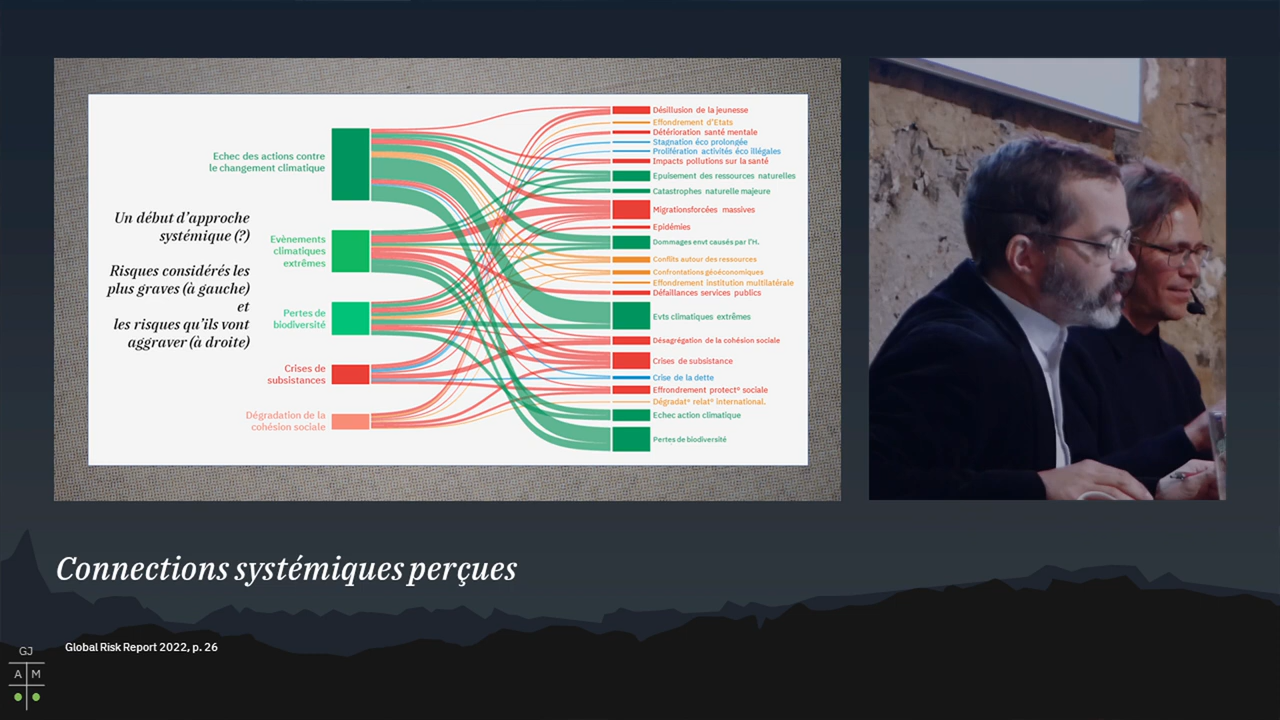 Un début d'approche
systémique (?)
Risques considérés les
plus graves (à gauche)
et
les risques qu'ils vont
aggraver (à droite)
Echec des actions contre
le changement climatique
Evènements
climatiques
extrêmes
Pertes de
biodiversité
Crises de
subsistances
Dégradation de la
cohésion sociale
Désillusion de la jeunesse
Effondrement d'Etats
Détérioration santé mentale
Stagnation éco prolongée
Prolifération activités éco illégales
Impacts pollutions sur la santé
Epuisement des ressources naturelles
Catastrophes naturelle majeure
Migrationsforcées massives
Epidémies
Dommages envt causés par l'H.
Conflits autour des ressources
Confrontations géoéconomiques
Effondrement institution multilatérale
Défaillances services publics
Evts climatiques extrêmes
Désagrégation de la cohésion sociale
Crises de subsistance
Crise de la dette
Effrondrement protect° sociale
Dégradat° relat° international.
Echec action climatique
Pertes de biodiversité
Connections systémiques perçues
Global Risk Report 2022, p. 26
GJ
A M